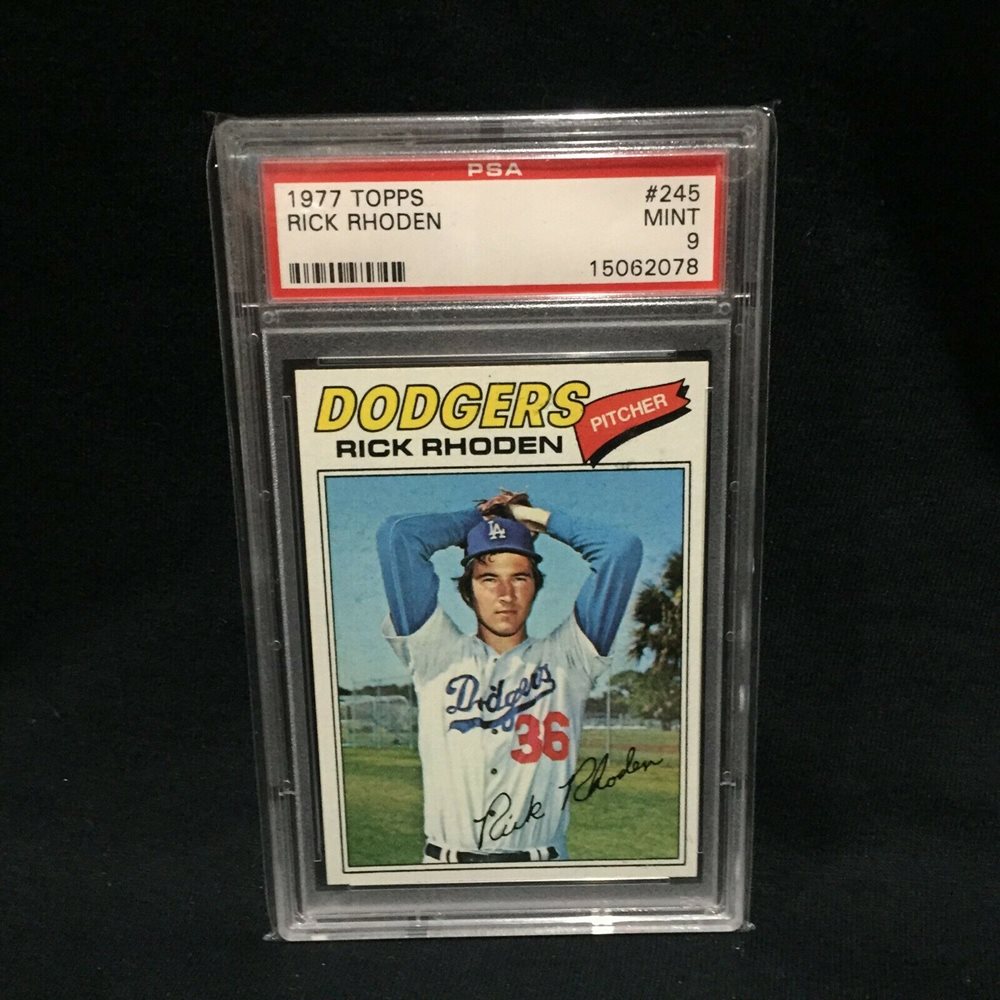 PSA
1977 TOPPS #245
RICK RHODEN MINT
9
15062078
DODGERS
PITCHER
RICK RHODEN
LA
Dodgers
36
Rick Rhoden